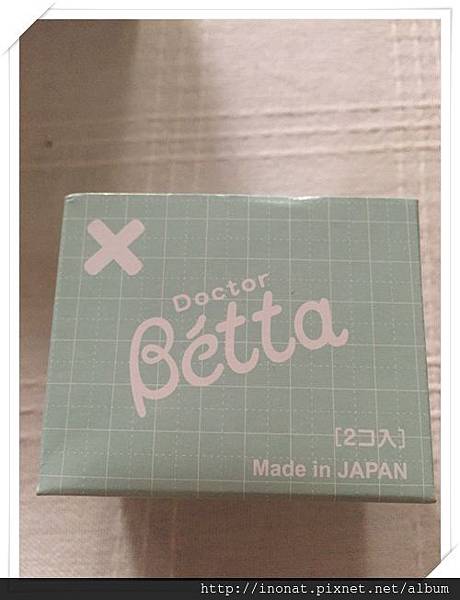 Doctor
Bétta
[2コ入]
Made in JAPAN
http://inonat.pixnet.net/album